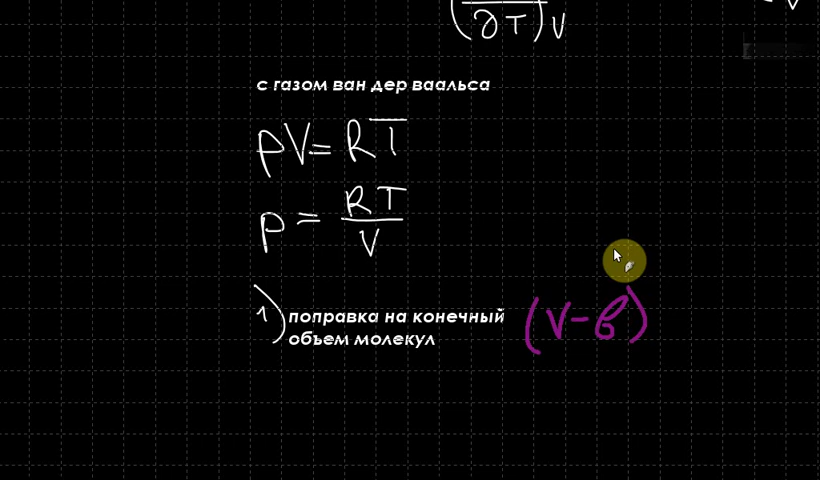 (∂T)V
с газом ван дер ваальса
pV = RT
p = RT/V
1) поправка на конечный (V-b)
объем молекул